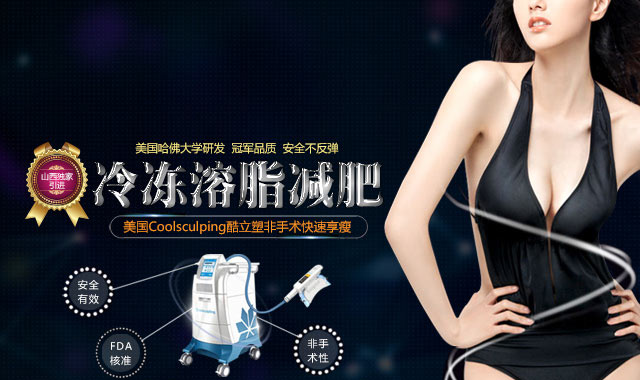 美国哈佛大学研发 冠军品质 安全不反弹
山西独家
引进
冷冻溶脂减肥
美国Coolsculping酷立塑非手术快速享瘦
安全
有效
FDA
核准
非手
术性